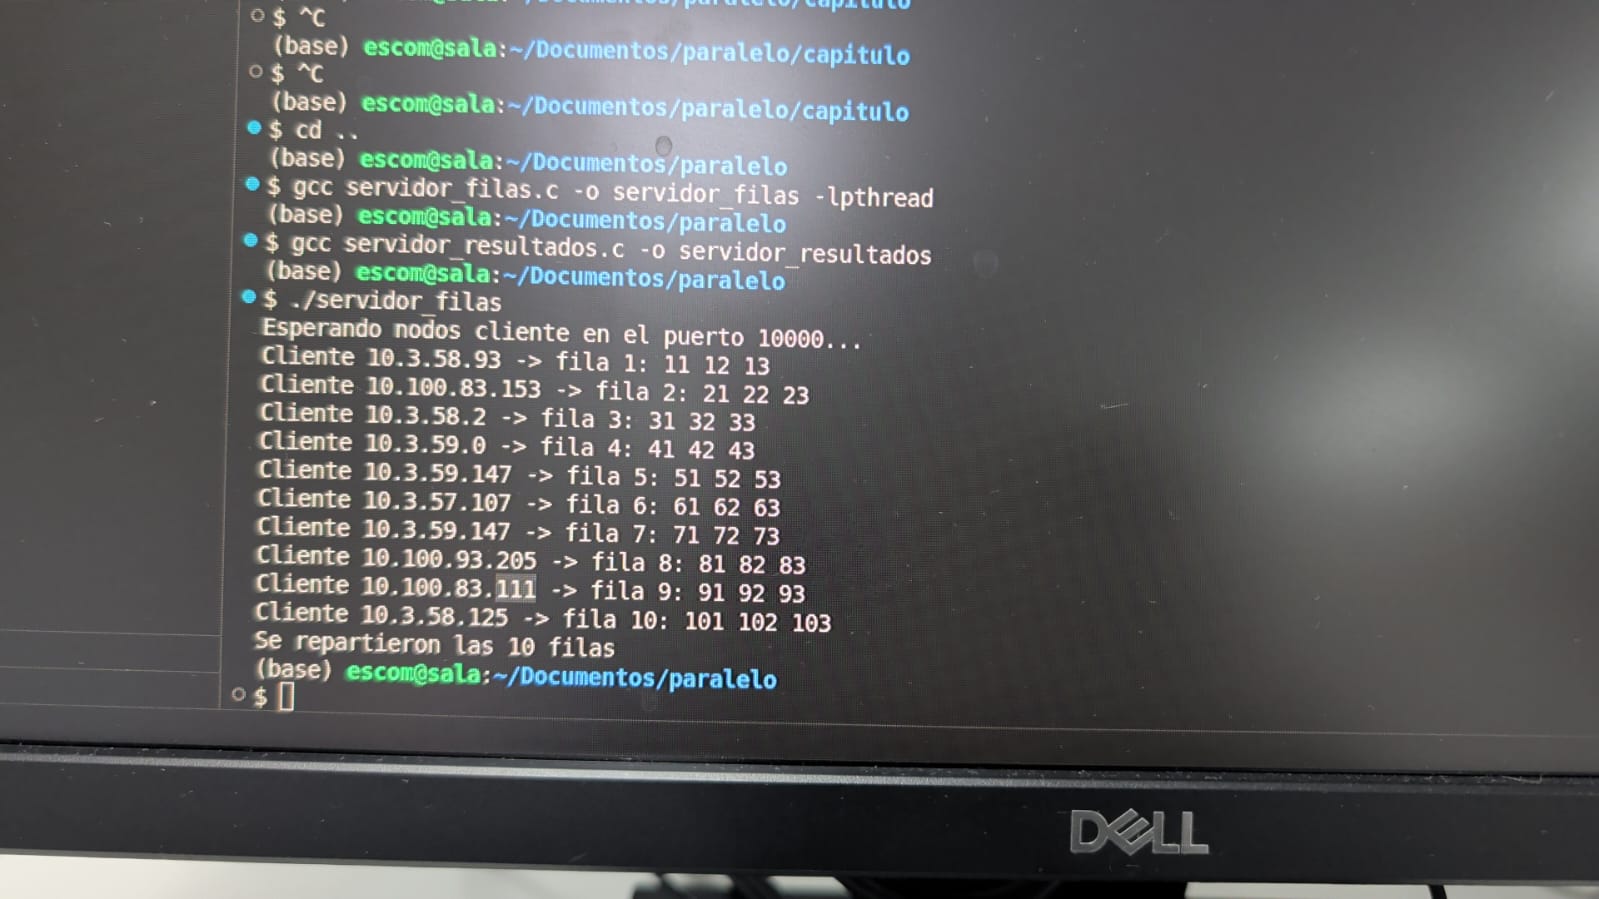 $ ^C
(base) escom@sala:~/Documentos/paralelo/capitulo
$ ^C
(base) escom@sala:~/Documentos/paralelo/capitulo
$ cd ..
(base) escom@sala:~/Documentos/paralelo
$ gcc servidor_filas.c -o servidor_filas -lpthread
(base) escom@sala:~/Documentos/paralelo
$ gcc servidor_resultados.c -o servidor_resultados
(base) escom@sala:~/Documentos/paralelo
$ ./servidor_filas
Esperando nodos cliente en el puerto 10000...
Cliente 10.3.58.93 -> fila 1: 11 12 13
Cliente 10.100.83.153 -> fila 2: 21 22 23
Cliente 10.3.58.2 -> fila 3: 31 32 33
Cliente 10.3.59.0 -> fila 4: 41 42 43
Cliente 10.3.59.147 -> fila 5: 51 52 53
Cliente 10.3.57.107 -> fila 6: 61 62 63
Cliente 10.3.59.147 -> fila 7: 71 72 73
Cliente 10.100.93.205 -> fila 8: 81 82 83
Cliente 10.100.83.111 -> fila 9: 91 92 93
Cliente 10.3.58.125 -> fila 10: 101 102 103
Se repartieron las 10 filas
(base) escom@sala:~/Documentos/paralelo
$
DELL